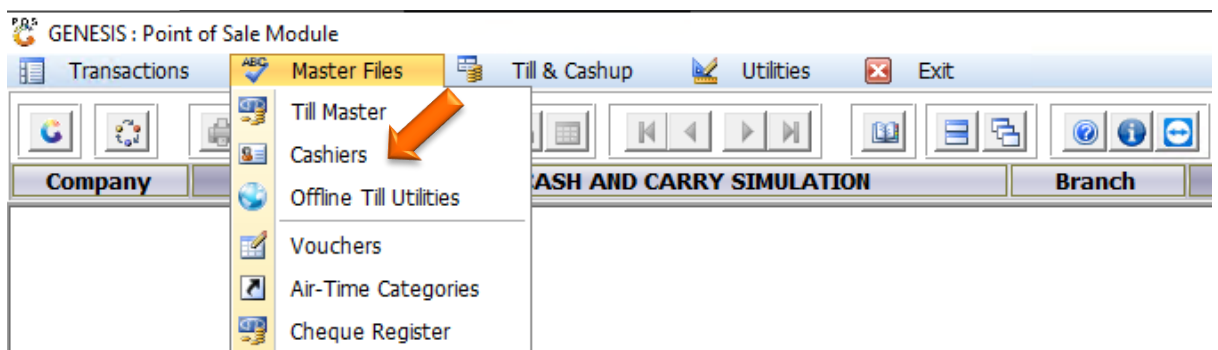 P.O.S
GENESIS : Point of Sale Module
Transactions ABC Master Files Till & Cashup Utilities Exit
Till Master
Cashiers
Company CASH AND CARRY SIMULATION Branch
Offline Till Utilities
Vouchers
Air-Time Categories
Cheque Register